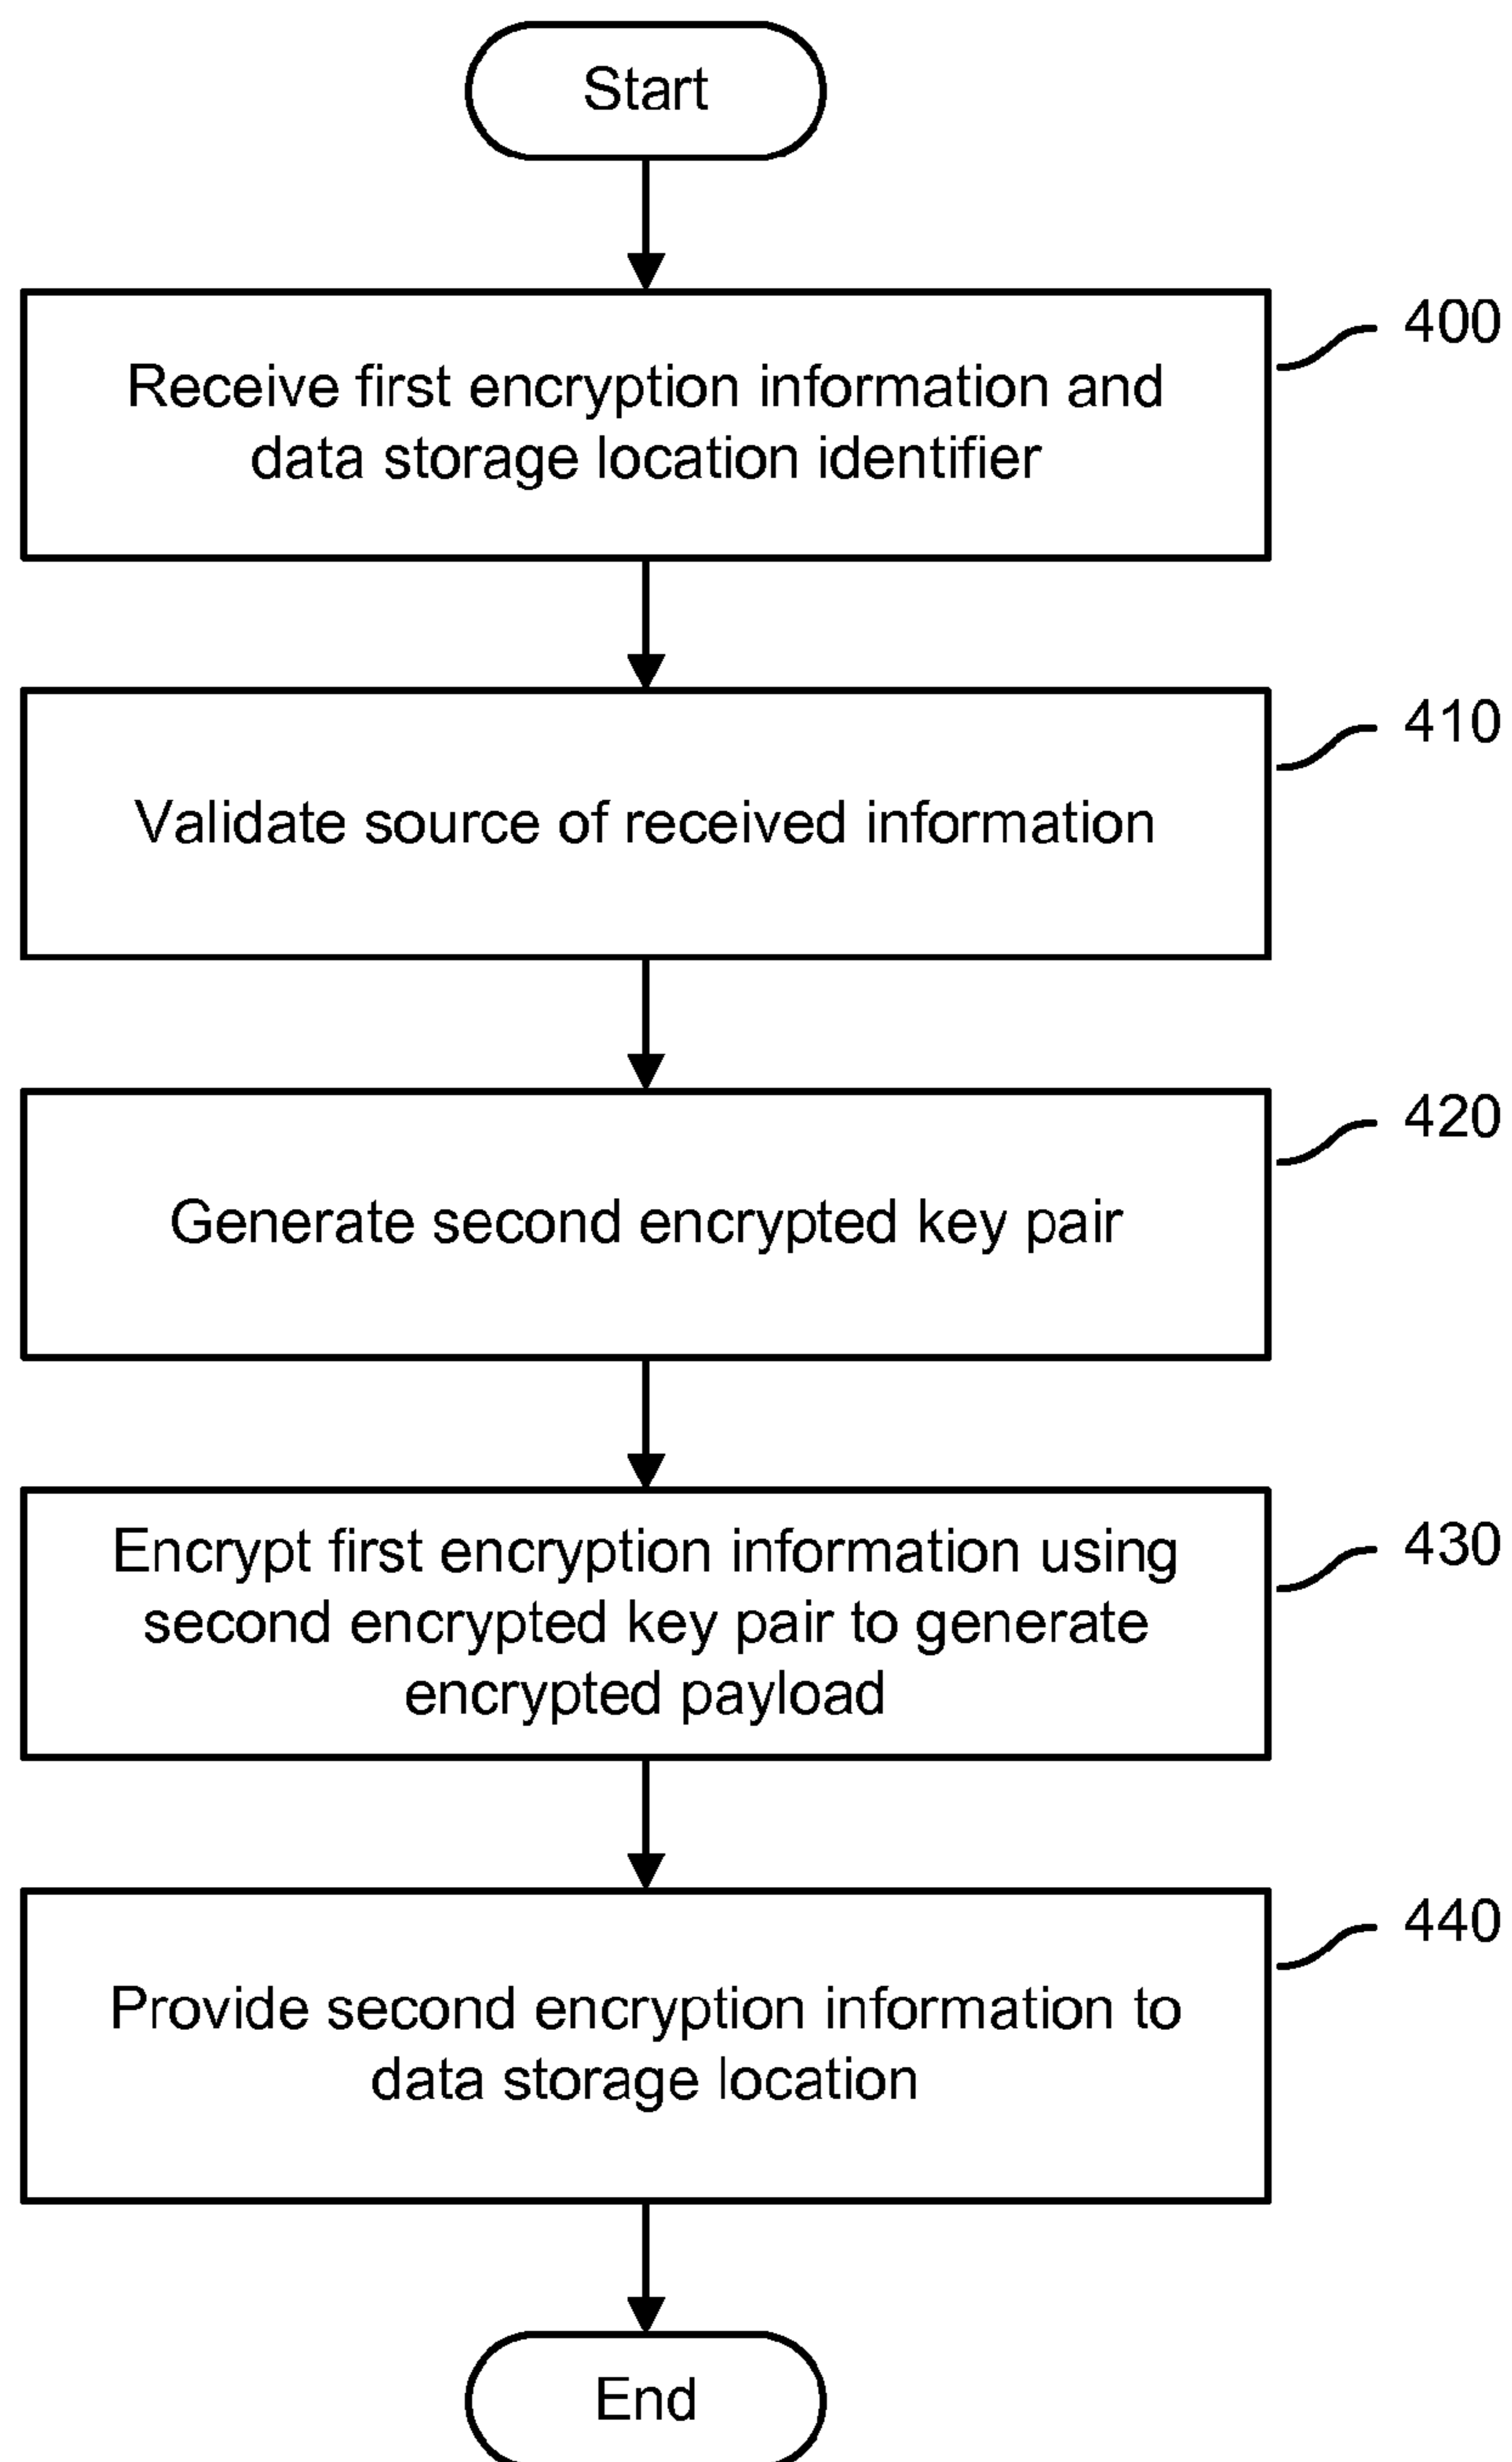 Start
400
Receive first encryption information and
data storage location identifier
410
Validate source of received information
420
Generate second encrypted key pair
430
Encrypt first encryption information using
second encrypted key pair to generate
encrypted payload
440
Provide second encryption information to
data storage location
End